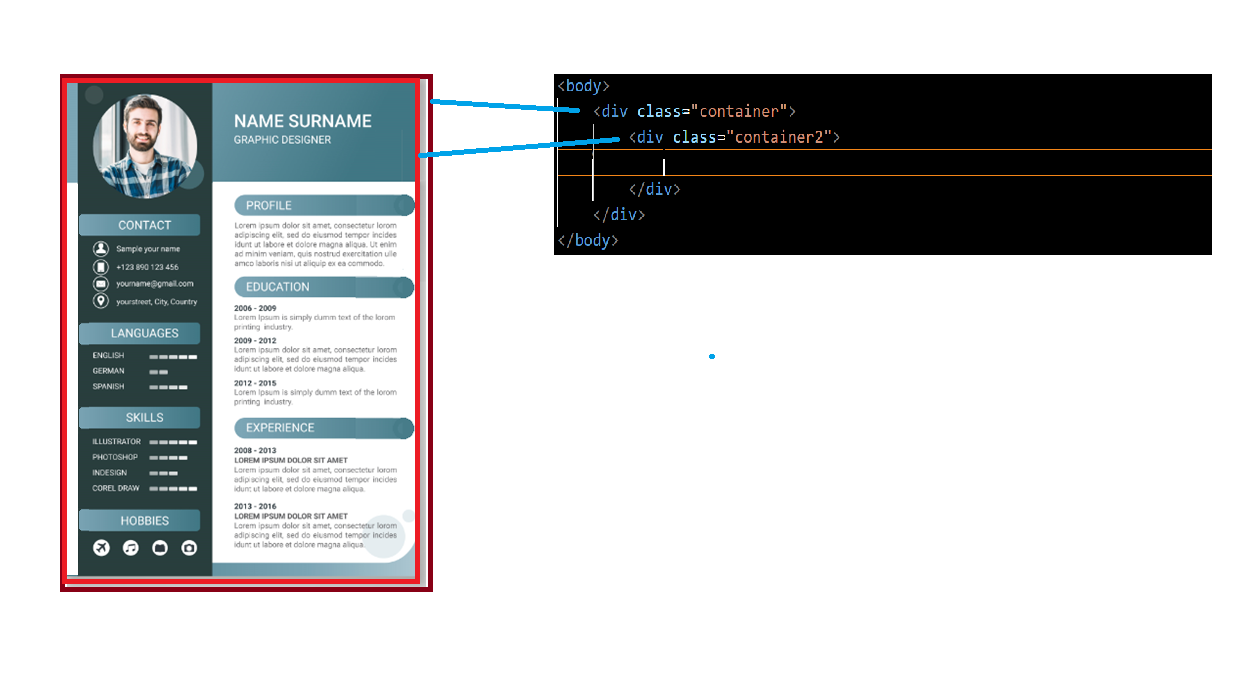 NAME SURNAME
GRAPHIC DESIGNER
CONTACT
Sample your name
+123 890 123 456
yourname@gmail.com
yourstreet, City, Country
LANGUAGES
ENGLISH
GERMAN
SPANISH
SKILLS
ILLUSTRATOR
PHOTOSHOP
INDESIGN
COREL DRAW
HOBBIES
PROFILE
Lorem ipsum dolor sit amet, consectetur lorem
adipiscing elit, sed do eiusmod tempor incides
idunt ut labore et dolore magna aliqua. Ut enim
ad minim veniam, quis nostrud exercitation ulle
amco laboris nisi ut aliquip ex ea commodo.
EDUCATION
2006 - 2009
Lorem Ipsum is simply dumm text of the lorem
printing industry.
2009 - 2012
Lorem ipsum dolor sit amet, consectetur lorem
adipiscing elit, sed do eiusmod tempor incides
idunt ut labore et dolore magna aliqua.
2012 - 2015
Lorem Ipsum is simply dumm text of the lorem
printing industry.
EXPERIENCE
2008 - 2013
LOREM IPSUM DOLOR SIT AMET
Lorem ipsum dolor sit amet, consectetur lorem
adipiscing elit, sed do eiusmod tempor incides
idunt ut labore et dolore magna aliqua.
2013 - 2016
LOREM IPSUM DOLOR SIT AMET
Lorem ipsum dolor sit amet, consectetur lorem
adipiscing elit, sed do eiusmod tempor incides
idunt ut labore et dolore magna aliqua.
<body>
<div class="container">
<div class="container2">
</div>
</div>
</body>